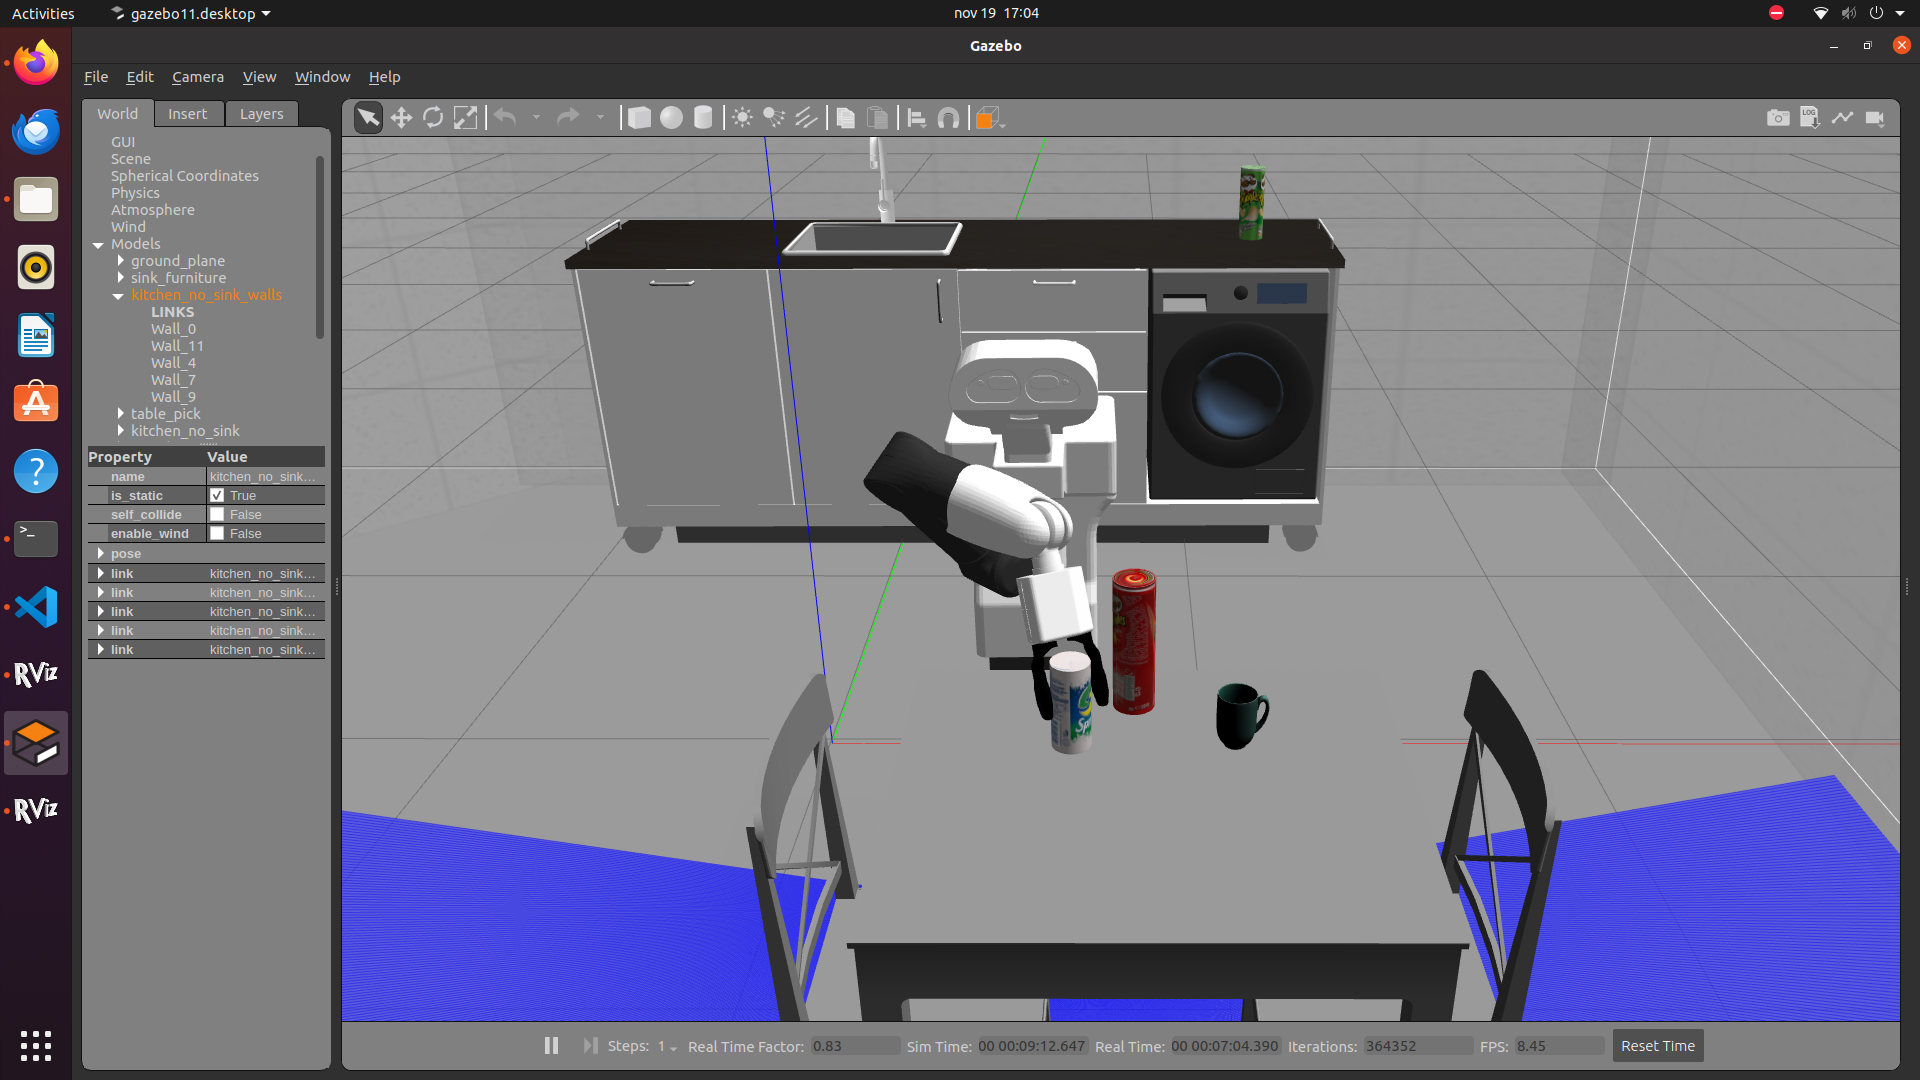 Activities
gazebo11.desktop
nov 19 17:04
Gazebo
File Edit Camera View Window Help
World Insert Layers
GUI
Scene
Spherical Coordinates
Physics
Atmosphere
Wind
Models
ground_plane
sink_furniture
kitchen_no_sink_walls
LINKS
Wall_0
Wall_11
Wall_4
Wall_7
Wall_9
table_pick
kitchen_no_sink
Property Value
name kitchen_no_sink...
is_static True
self_collide False
enable_wind False
pose
link kitchen_no_sink...
link kitchen_no_sink...
link kitchen_no_sink...
link kitchen_no_sink...
link kitchen_no_sink...
LOG
RViz
RViz
Steps: 1 Real Time Factor: 0.83 Sim Time: 00 00:09:12.647 Real Time: 00 00:07:04.390 Iterations: 364352 FPS: 8.45 Reset Time